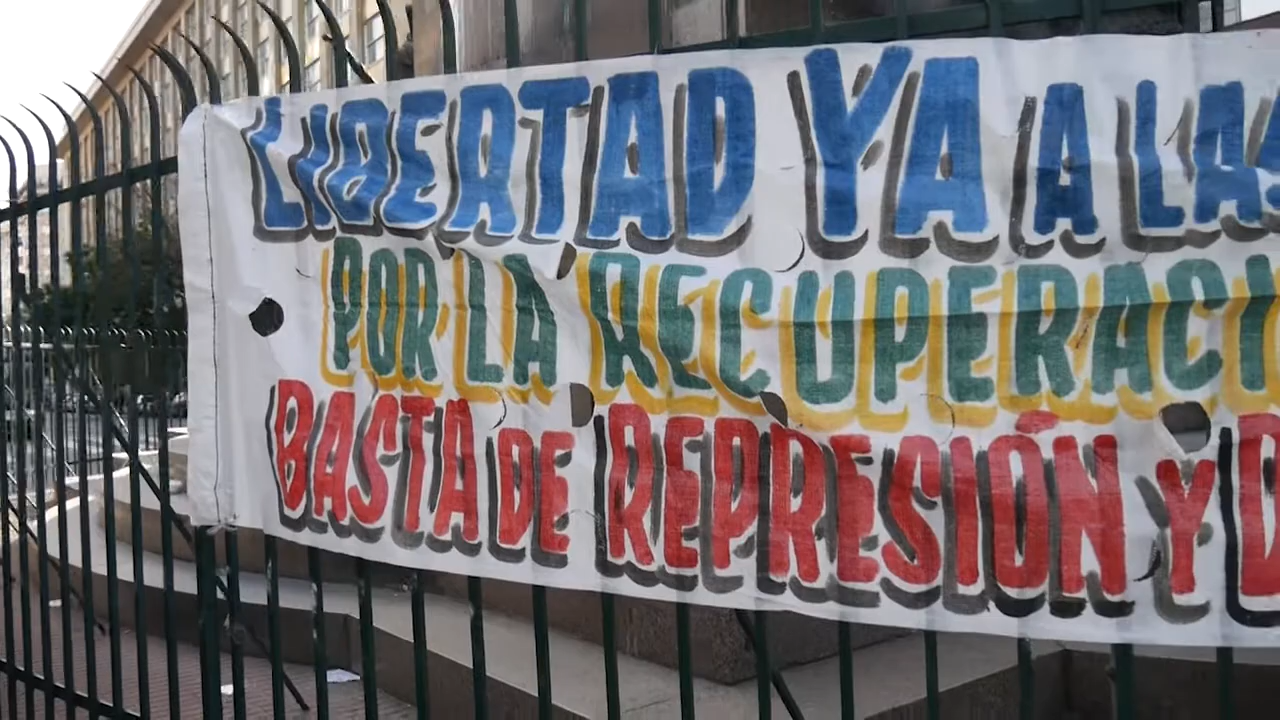 LIBERTAD YA A LAS
POR LA RECUPERACI
BASTA DE REPRESIÓN Y D